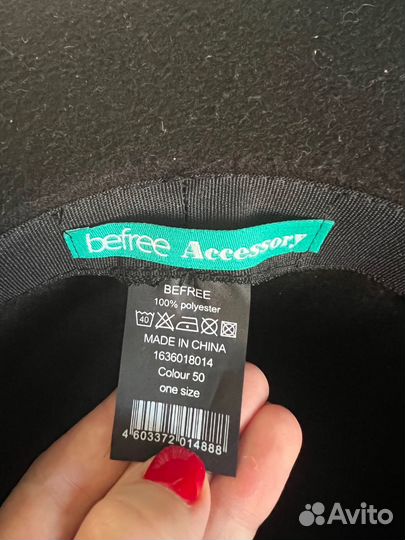 befree Accessory
BEFREE
100% polyester
40
MADE IN CHINA
1636018014
Colour 50
one size
4 603372 014888
Avito